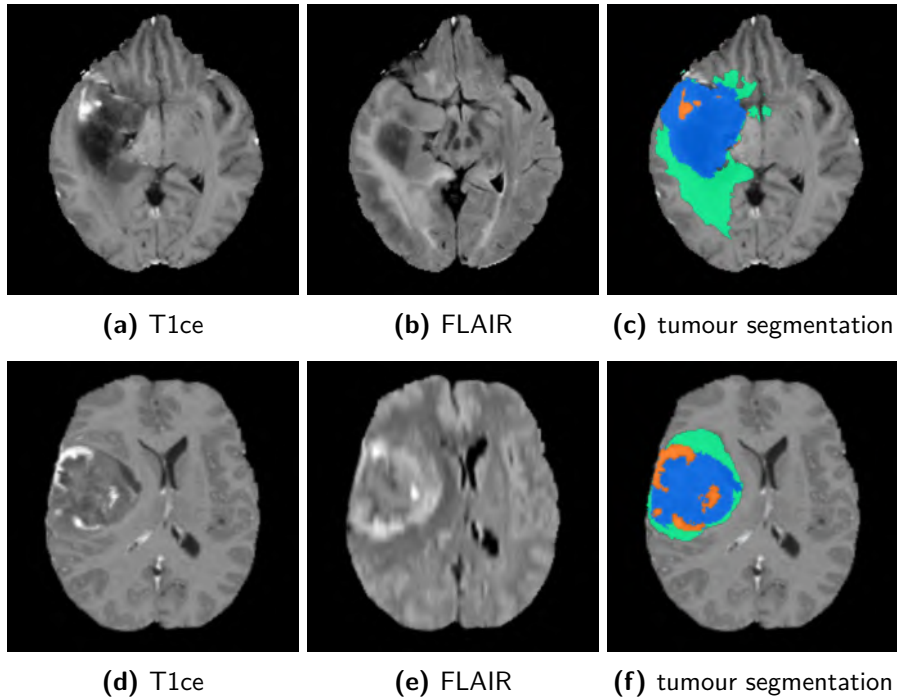 (a) T1ce
(b) FLAIR
(c) tumour segmentation
(d) T1ce
(e) FLAIR
(f) tumour segmentation